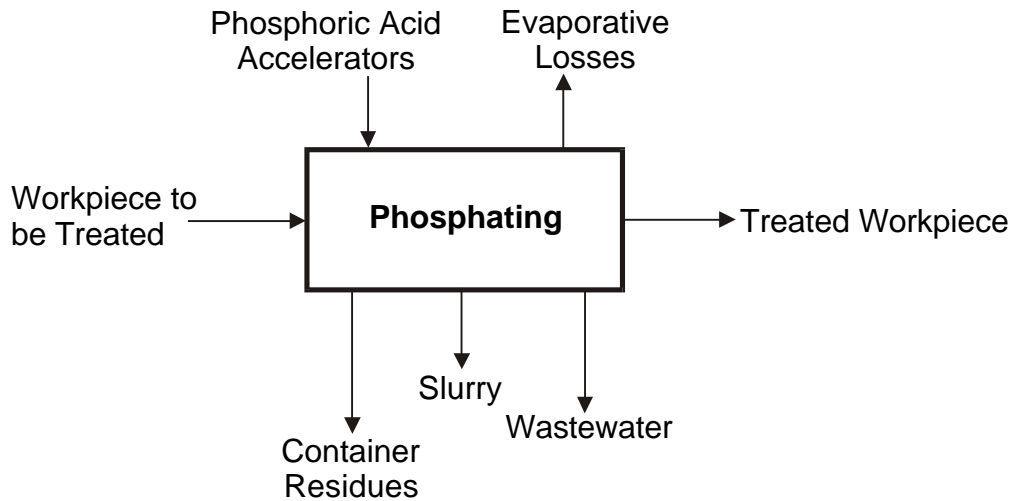 Phosphoric Acid
Accelerators
Evaporative
Losses
Workpiece to
be Treated
Phosphating
Treated Workpiece
Slurry
Wastewater
Container
Residues